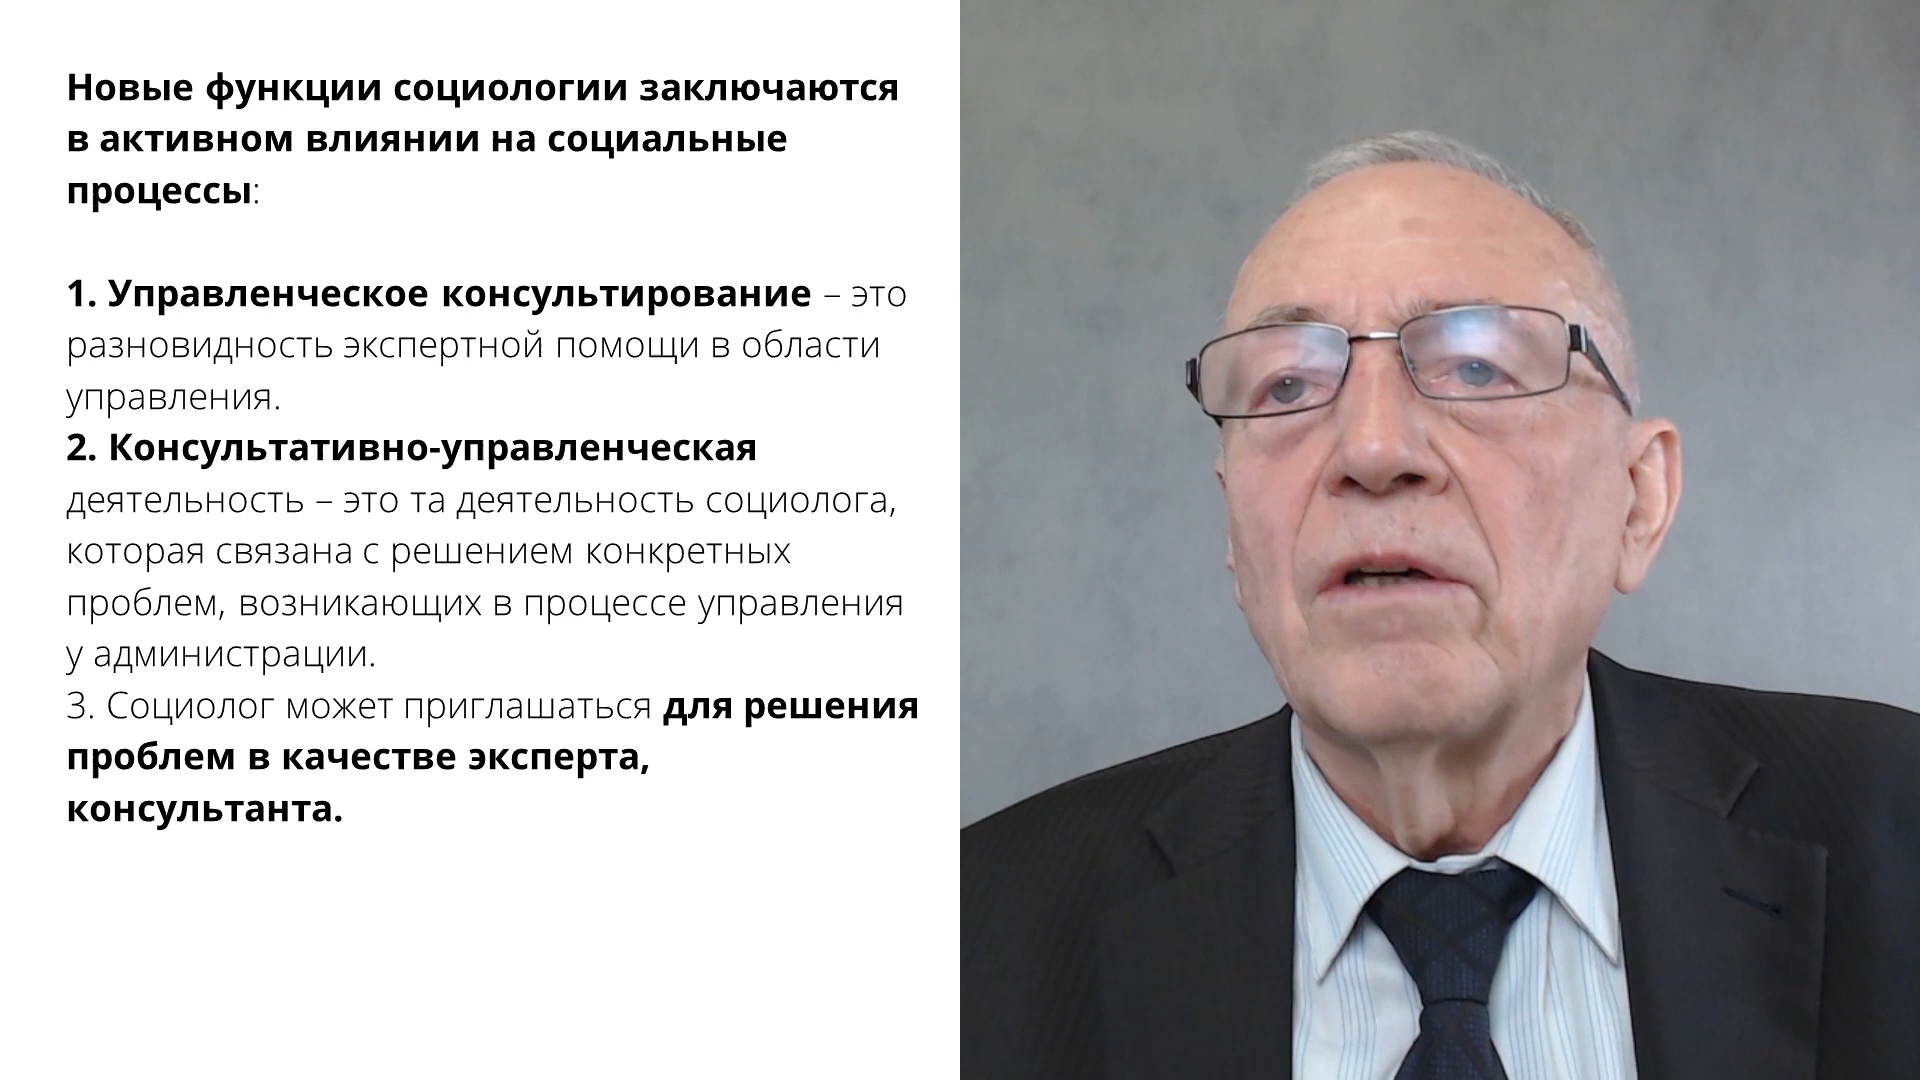 Новые функции социологии заключаются
в активном влиянии на социальные
процессы:
1. Управленческое консультирование – это
разновидность экспертной помощи в области
управления.
2. Консультативно-управленческая
деятельность – это та деятельность социолога,
которая связана с решением конкретных
проблем, возникающих в процессе управления
у администрации.
3. Социолог может приглашаться для решения
проблем в качестве эксперта,
консультанта.